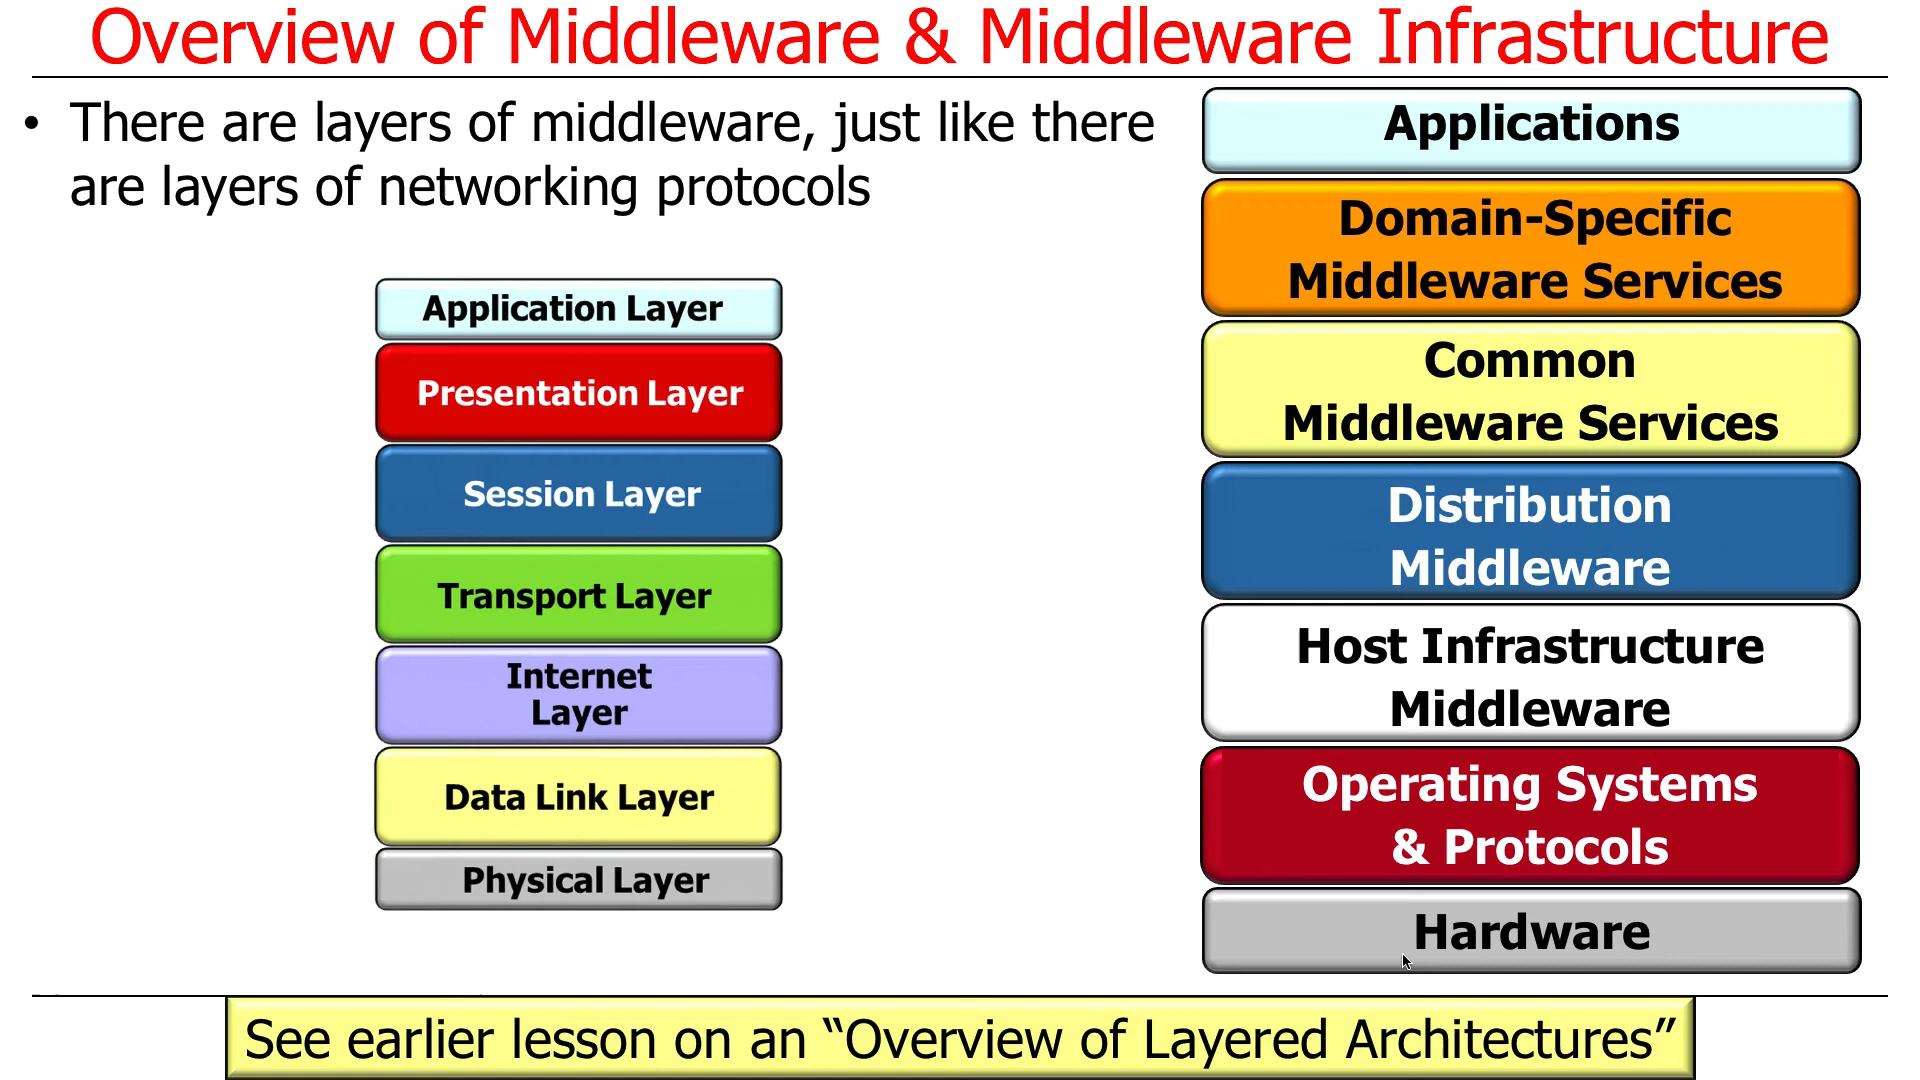 Overview of Middleware & Middleware Infrastructure
• There are layers of middleware, just like there
are layers of networking protocols
Application Layer
Presentation Layer
Session Layer
Transport Layer
Internet
Layer
Data Link Layer
Physical Layer
Applications
Domain-Specific
Middleware Services
Common
Middleware Services
Distribution
Middleware
Host Infrastructure
Middleware
Operating Systems
& Protocols
Hardware
See earlier lesson on an “Overview of Layered Architectures”